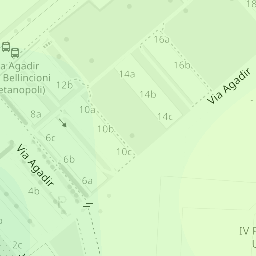 16a
16b
a Agadir
Bellincioni
etanopoli)
14a
12b
14b
Via Agadir
10a
8a
14c
10b
6c
Via Agadir
10c
6b
6a
4b
P
2c
IV P
U